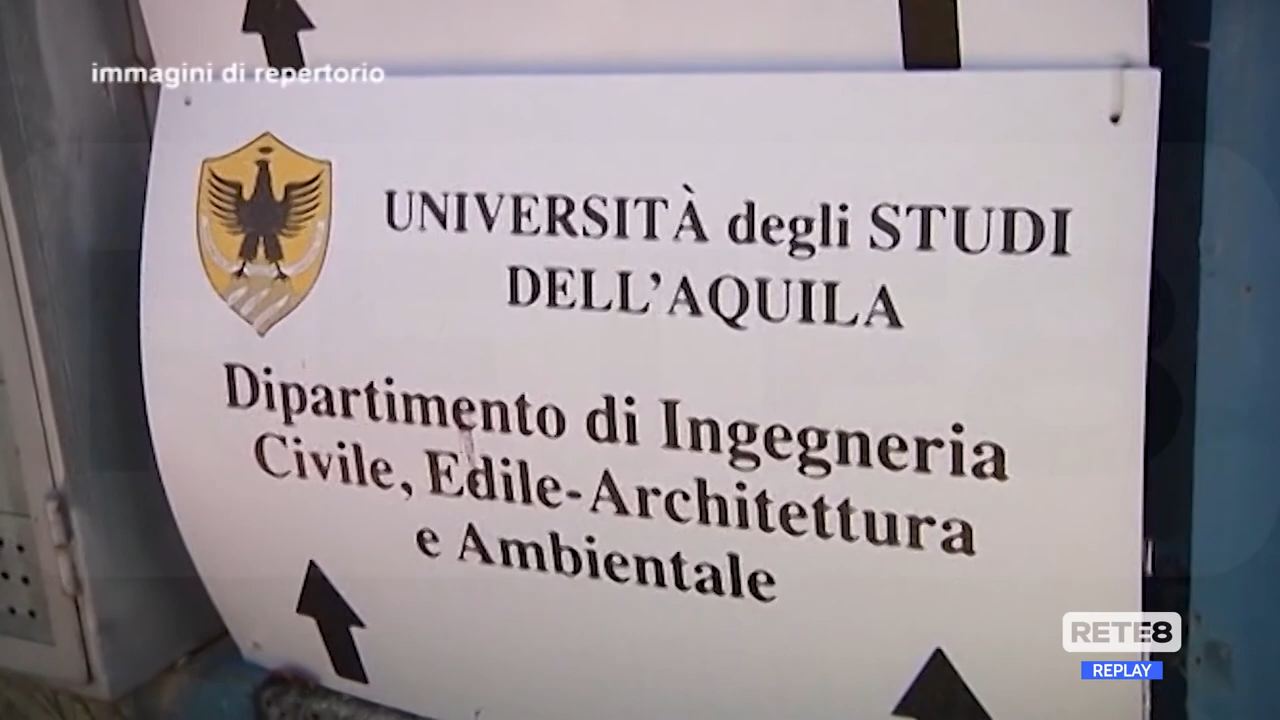 immagini di repertorio
UNIVERSITÀ degli STUDI
DELL'AQUILA
Dipartimento di Ingegneria
Civile, Edile-Architettura
e Ambientale
RETE8
REPLAY